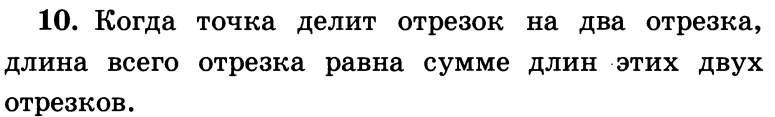 10. Когда точка делит отрезок на два отрезка,
длина всего отрезка равна сумме длин этих двух
отрезков.